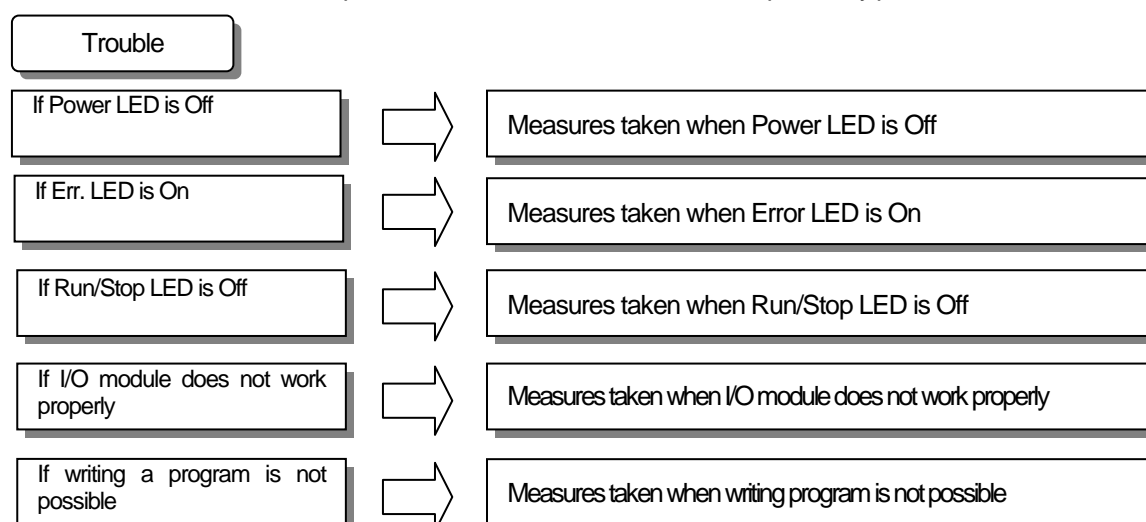 Trouble
If Power LED is Off
Measures taken when Power LED is Off
If Err. LED is On
Measures taken when Error LED is On
If Run/Stop LED is Off
Measures taken when Run/Stop LED is Off
If I/O module does not work
properly
Measures taken when I/O module does not work properly
If writing a program is not
possible
Measures taken when writing program is not possible